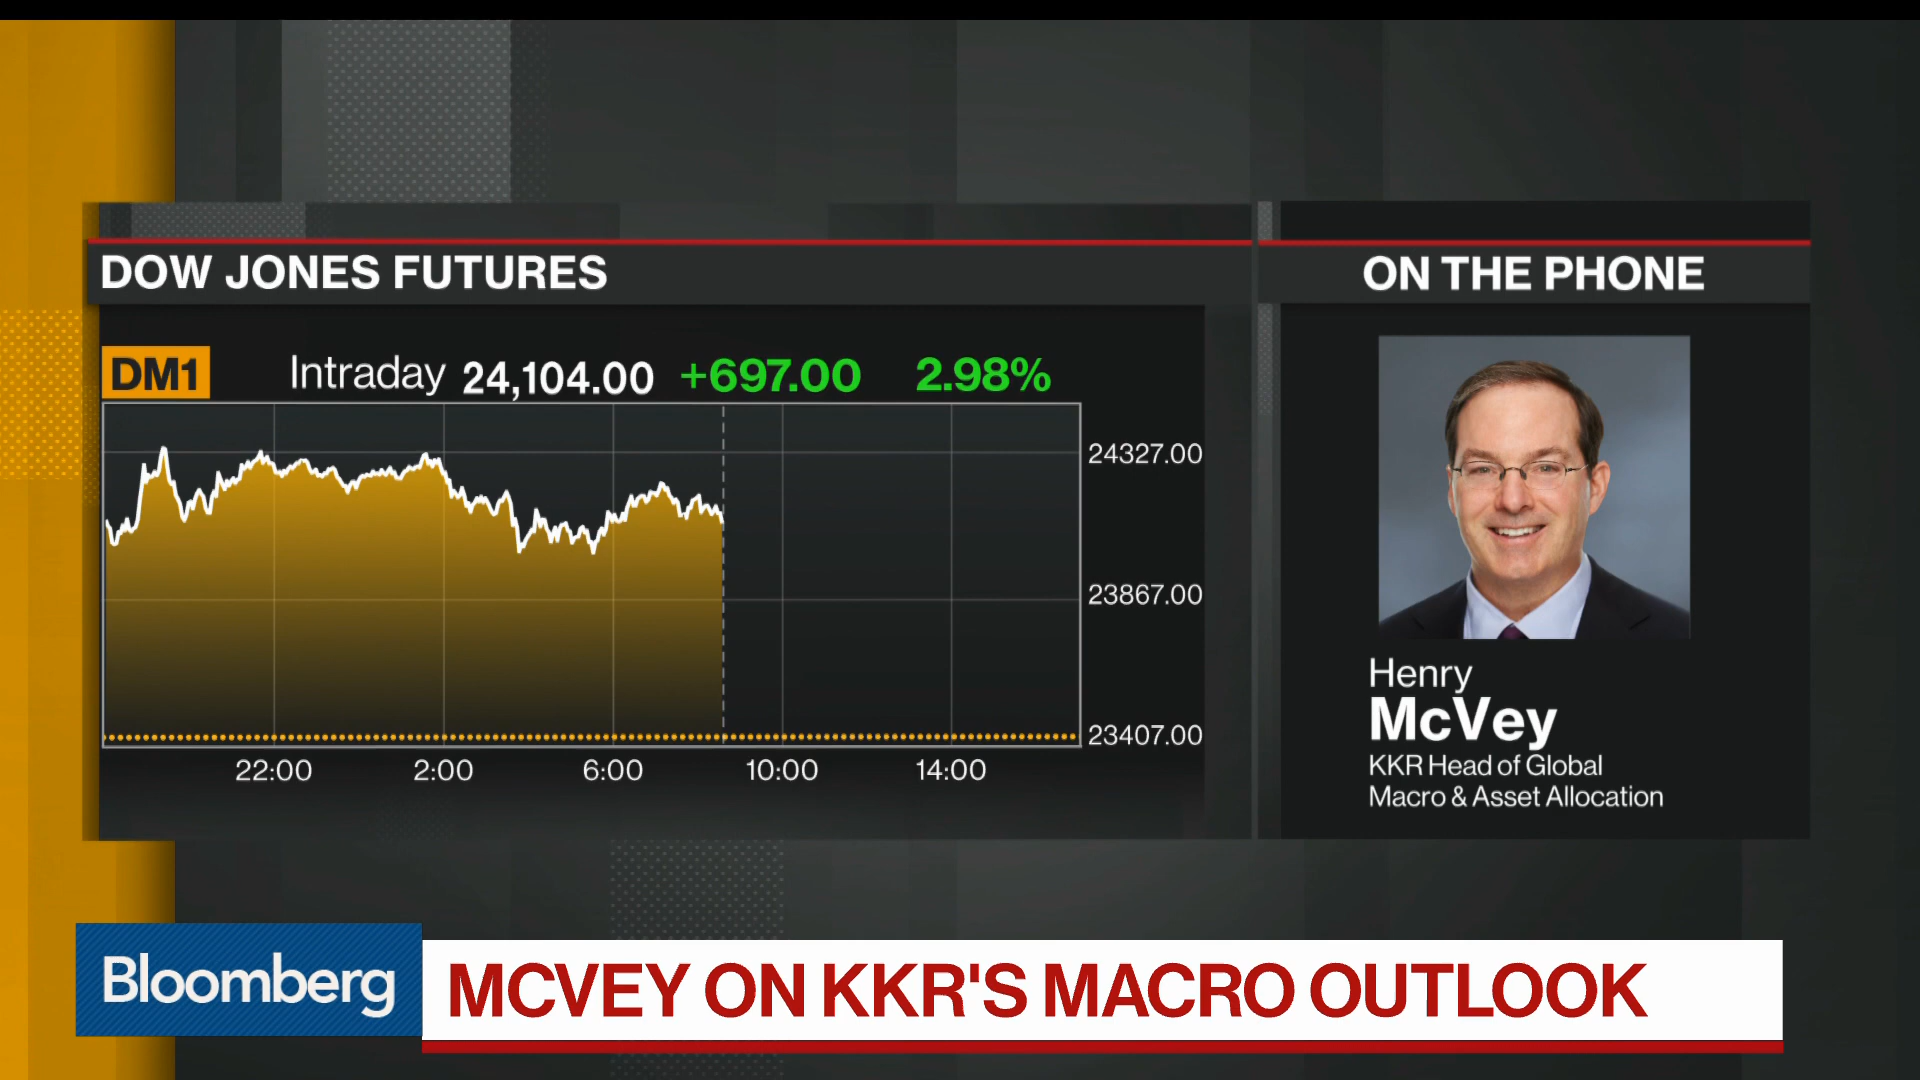 DOW JONES FUTURES
DM1 Intraday 24,104.00 +697.00 2.98%
24327.00
23867.00
23407.00
22:00 2:00 6:00 10:00 14:00
ON THE PHONE
Henry
McVey
KKR Head of Global
Macro & Asset Allocation
Bloomberg
MCVEY ON KKR'S MACRO OUTLOOK